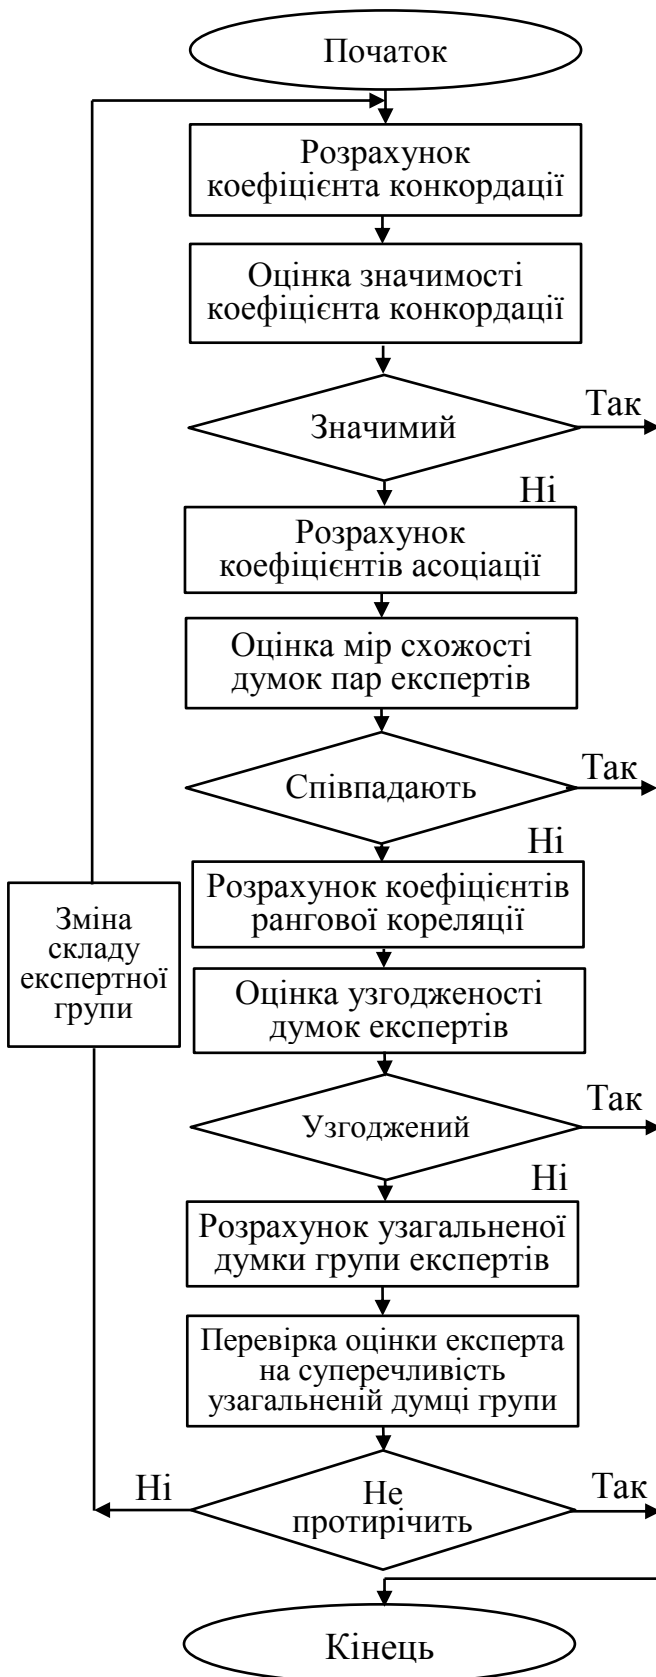 Початок
Розрахунок
коефіцієнта конкордації
Оцінка значимості
коефіцієнта конкордації
Значимий
Так
Ні
Розрахунок
коефіцієнтів асоціації
Оцінка мір схожості
думок пар експертів
Співпадають
Так
Ні
Розрахунок коефіцієнтів
рангової кореляції
Зміна
складу
експертної
групи
Оцінка узгодженості
думок експертів
Узгоджений
Так
Ні
Розрахунок узагальненої
думки групи експертів
Перевірка оцінки експерта
на суперечливість
узагальненій думці групи
Ні
Не
протирічить
Так
Кінець